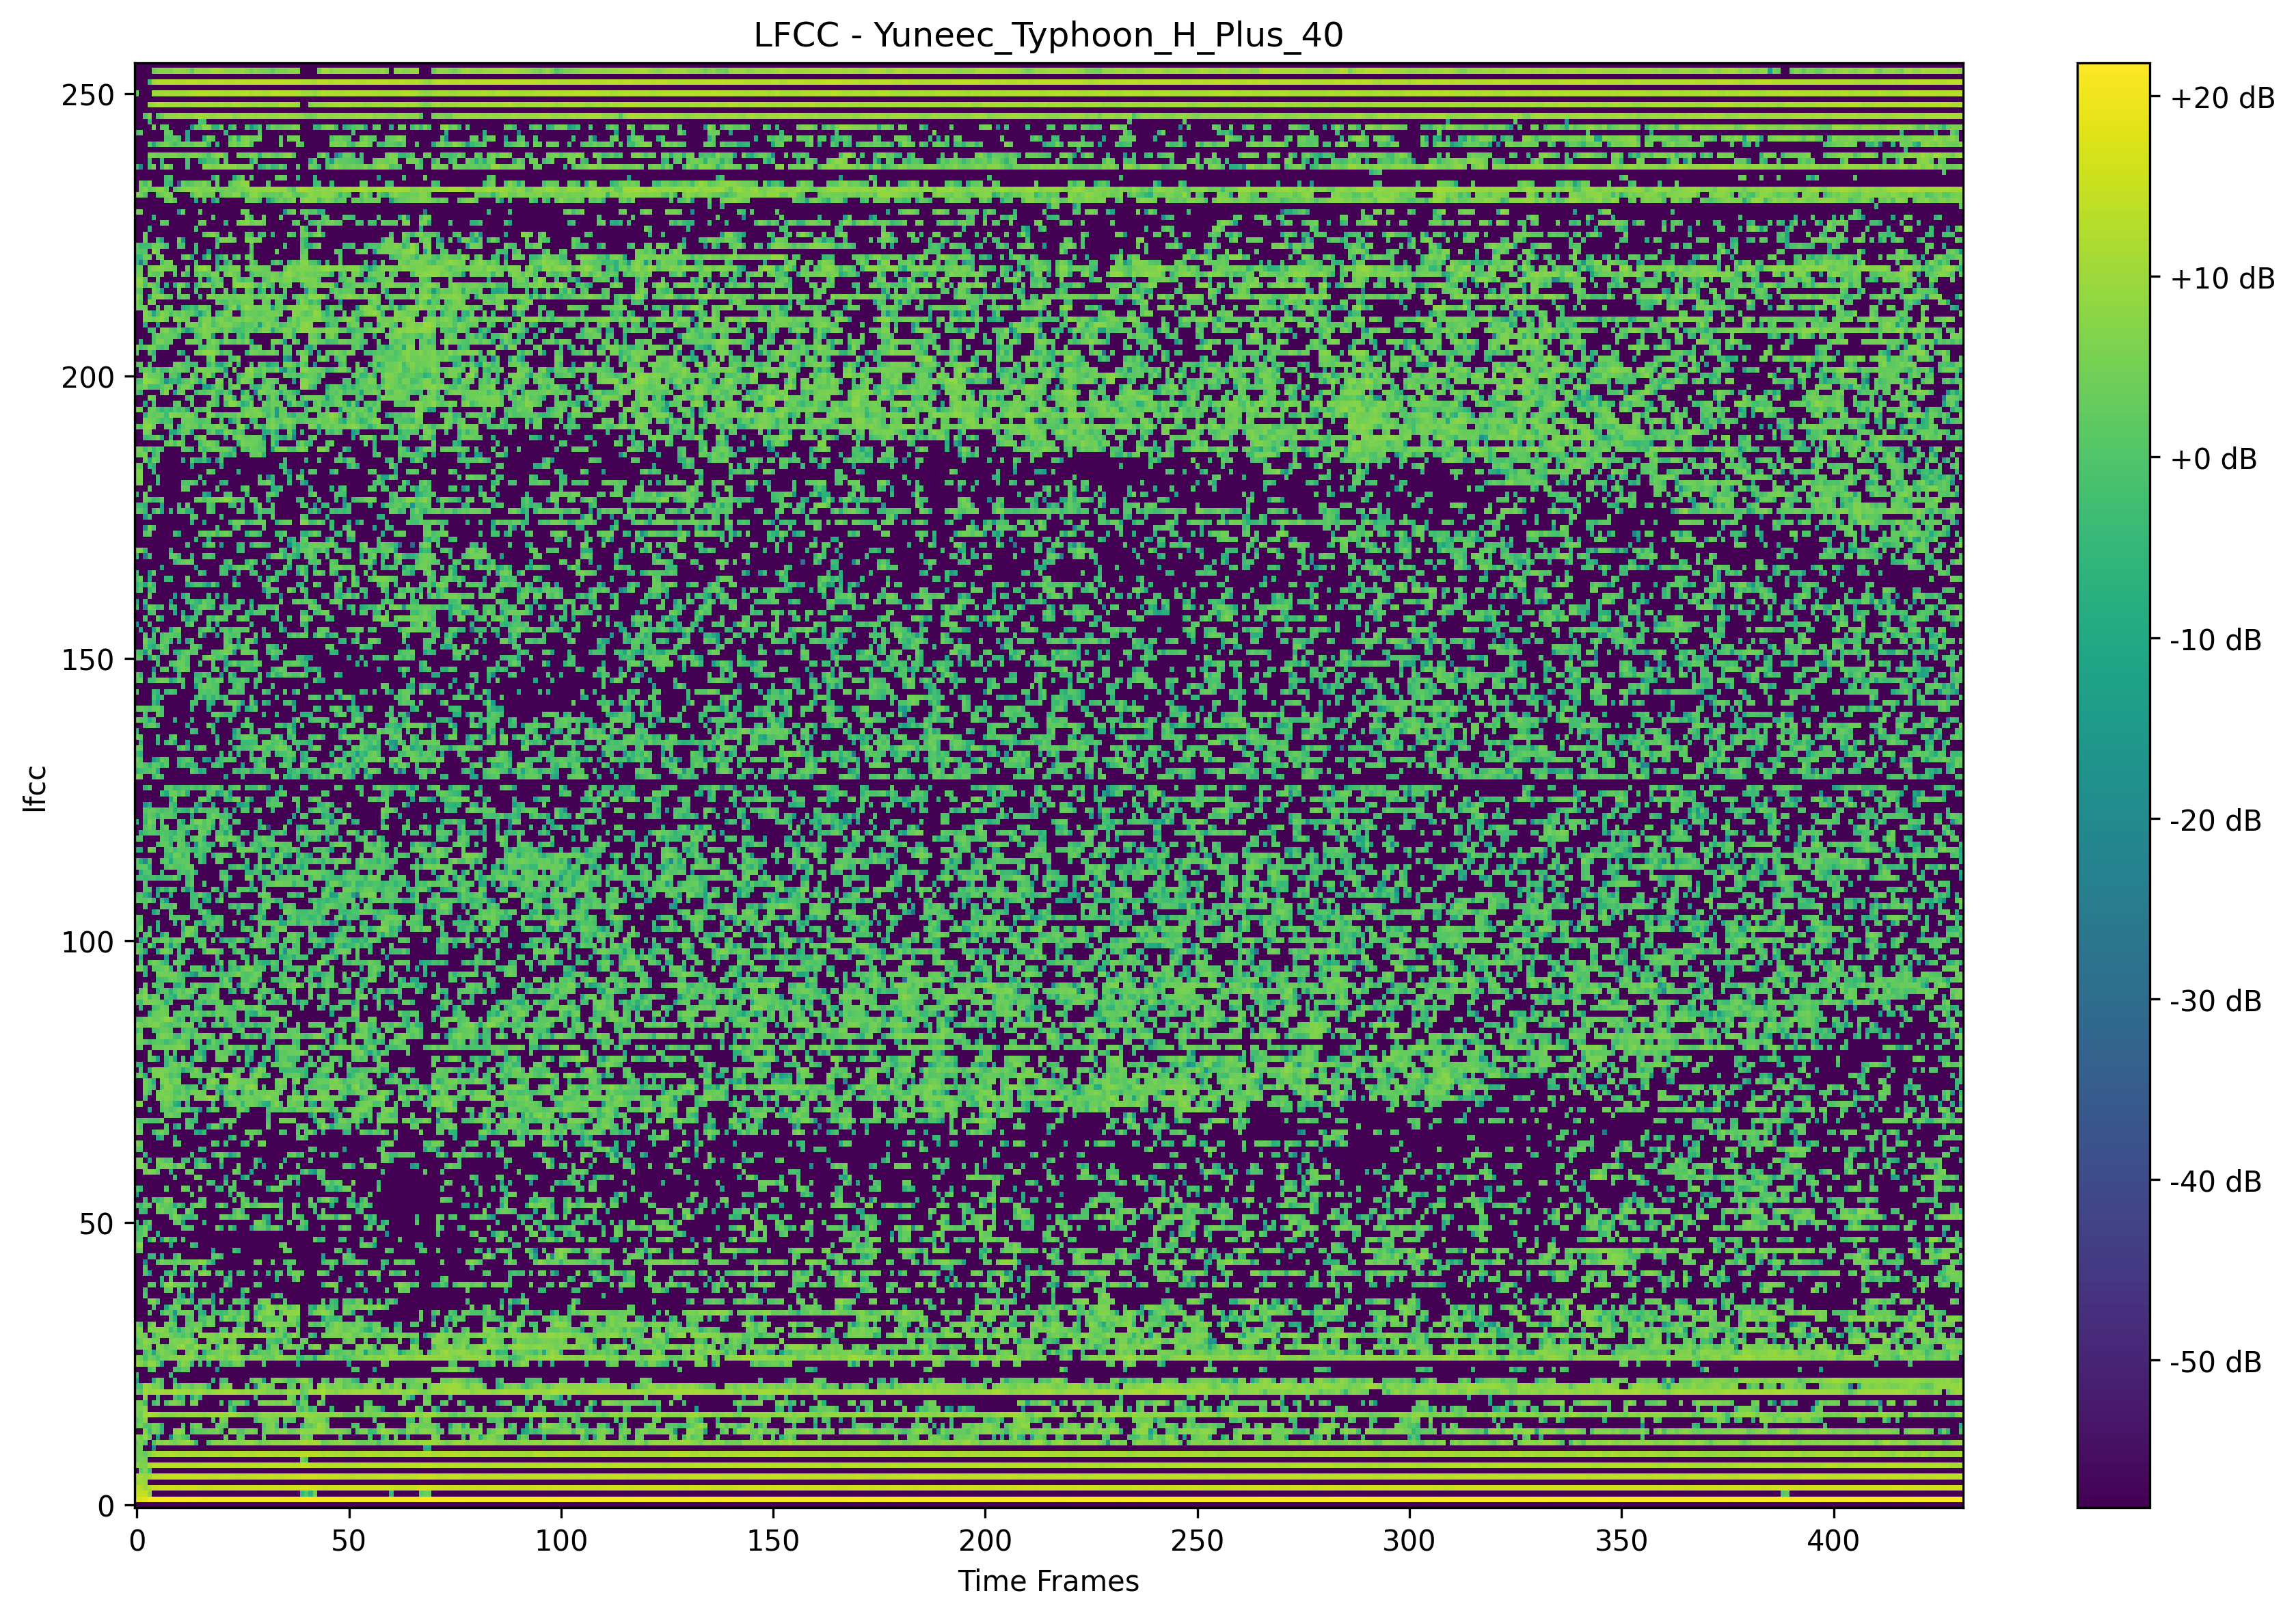 LFCC - Yuneec_Typhoon_H_Plus_40
250
200
150
100
50
0
lfcc
0 50 100 150 200 250 300 350 400
Time Frames
+20 dB
+10 dB
+0 dB
-10 dB
-20 dB
-30 dB
-40 dB
-50 dB